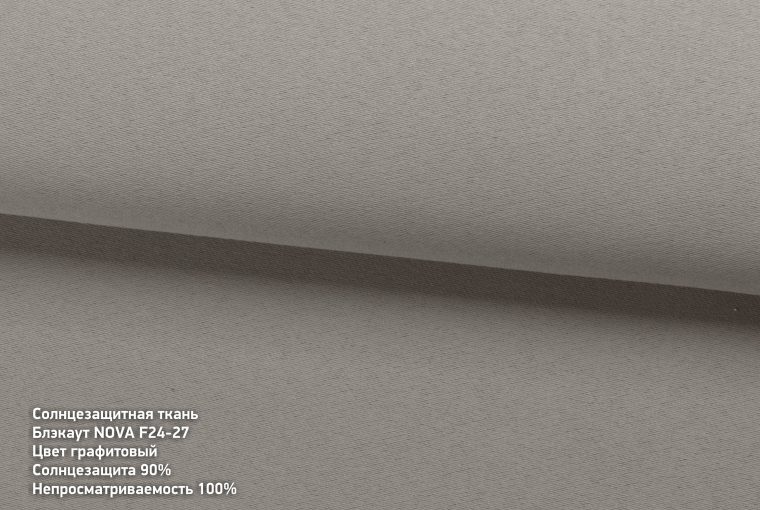 Солнцезащитная ткань
Блэкаут NOVA F24-27
Цвет графитовый
Солнцезащита 90%
Непросматриваемость 100%